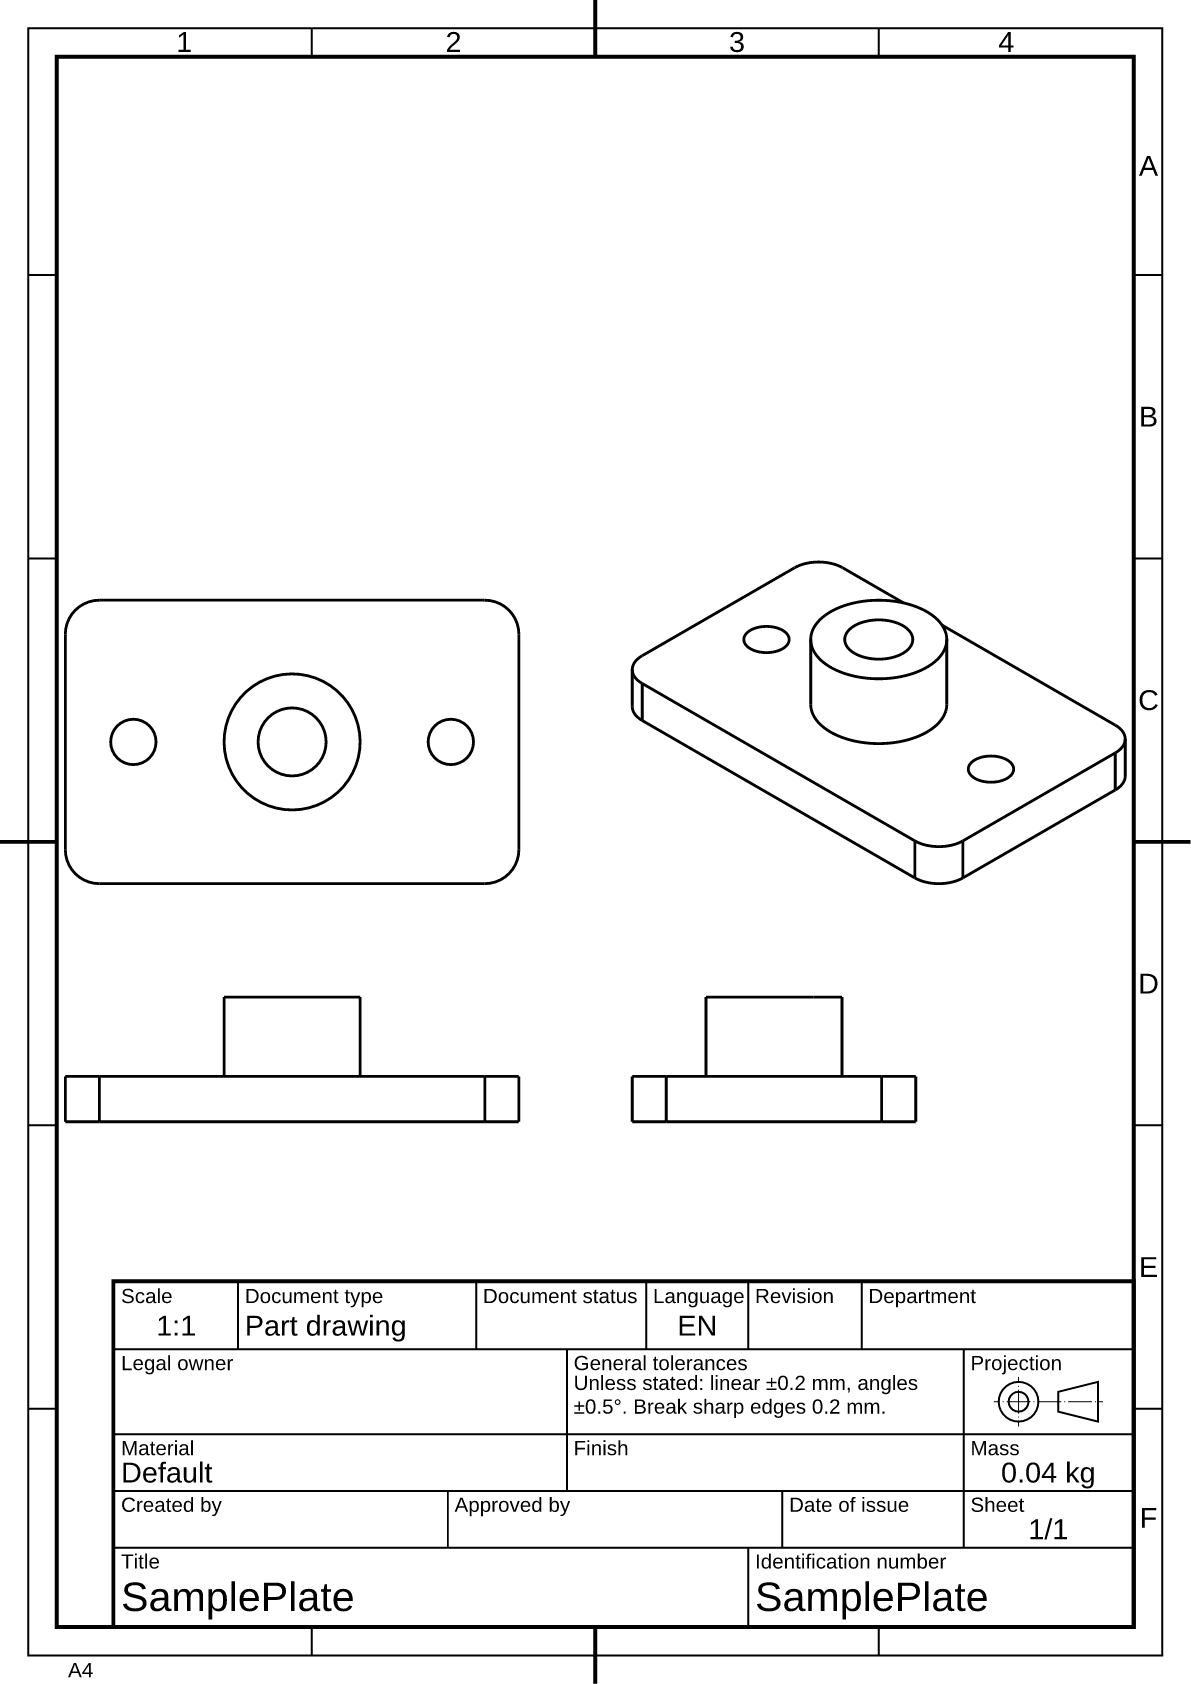 1 2 3 4
A
B
C
D
E
F
Scale Document type Document status Language Revision Department
1:1 Part drawing EN
Legal owner General tolerances Projection
Unless stated: linear ±0.2 mm, angles
±0.5°. Break sharp edges 0.2 mm.
Material Finish Mass
Default 0.04 kg
Created by Approved by Date of issue Sheet
1/1
Title Identification number
SamplePlate SamplePlate
A4